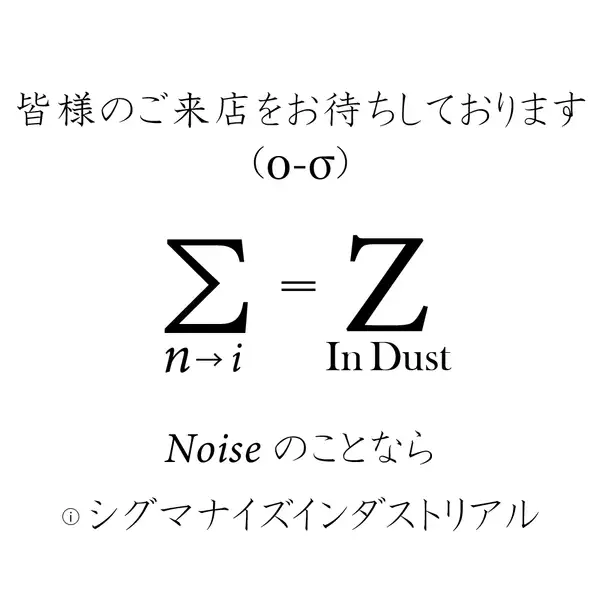 皆様のご来店をお待ちしております
(o-σ)
Σ = Z
n→i In Dust
Noise のことなら
ⓘ シグマナイズインダストリアル